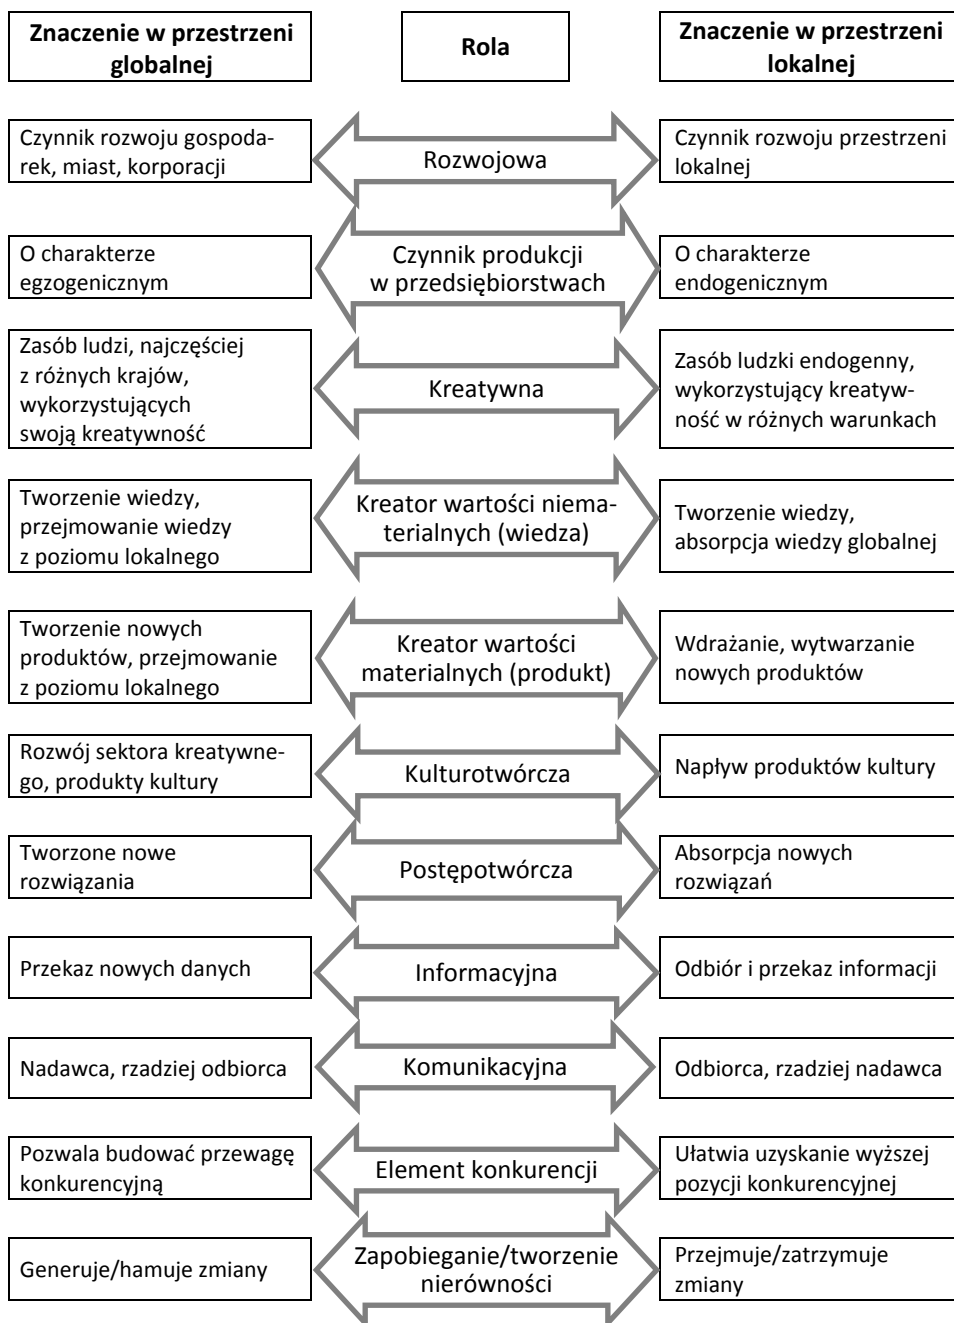 Znaczenie w przestrzeni
globalnej
Rola
Znaczenie w przestrzeni
lokalnej
Czynnik rozwoju gospoda-
rek, miast, korporacji
Rozwojowa
Czynnik rozwoju przestrzeni
lokalnej
O charakterze
egzogenicznym
Czynnik produkcji
w przedsiębiorstwach
O charakterze
endogenicznym
Zasób ludzi, najczęściej
z różnych krajów,
wykorzystujących
swoją kreatywność
Kreatywna
Zasób ludzki endogenny,
wykorzystujący kreatyw-
ność w różnych warunkach
Tworzenie wiedzy,
przejmowanie wiedzy
z poziomu lokalnego
Kreator wartości niema-
terialnych (wiedza)
Tworzenie wiedzy,
absorpcja wiedzy globalnej
Tworzenie nowych
produktów, przejmowanie
z poziomu lokalnego
Kreator wartości
materialnych (produkt)
Wdrażanie, wytwarzanie
nowych produktów
Rozwój sektora kreatywne-
go, produkty kultury
Kulturotwórcza
Napływ produktów kultury
Tworzone nowe
rozwiązania
Postępotwórcza
Absorpcja nowych
rozwiązań
Przekaz nowych danych
Informacyjna
Odbiór i przekaz informacji
Nadawca, rzadziej odbiorca
Komunikacyjna
Odbiorca, rzadziej nadawca
Pozwala budować przewagę
konkurencyjną
Element konkurencji
Ułatwia uzyskanie wyższej
pozycji konkurencyjnej
Generuje/hamuje zmiany
Zapobieganie/tworzenie
nierówności
Przejmuje/zatrzymuje
zmiany